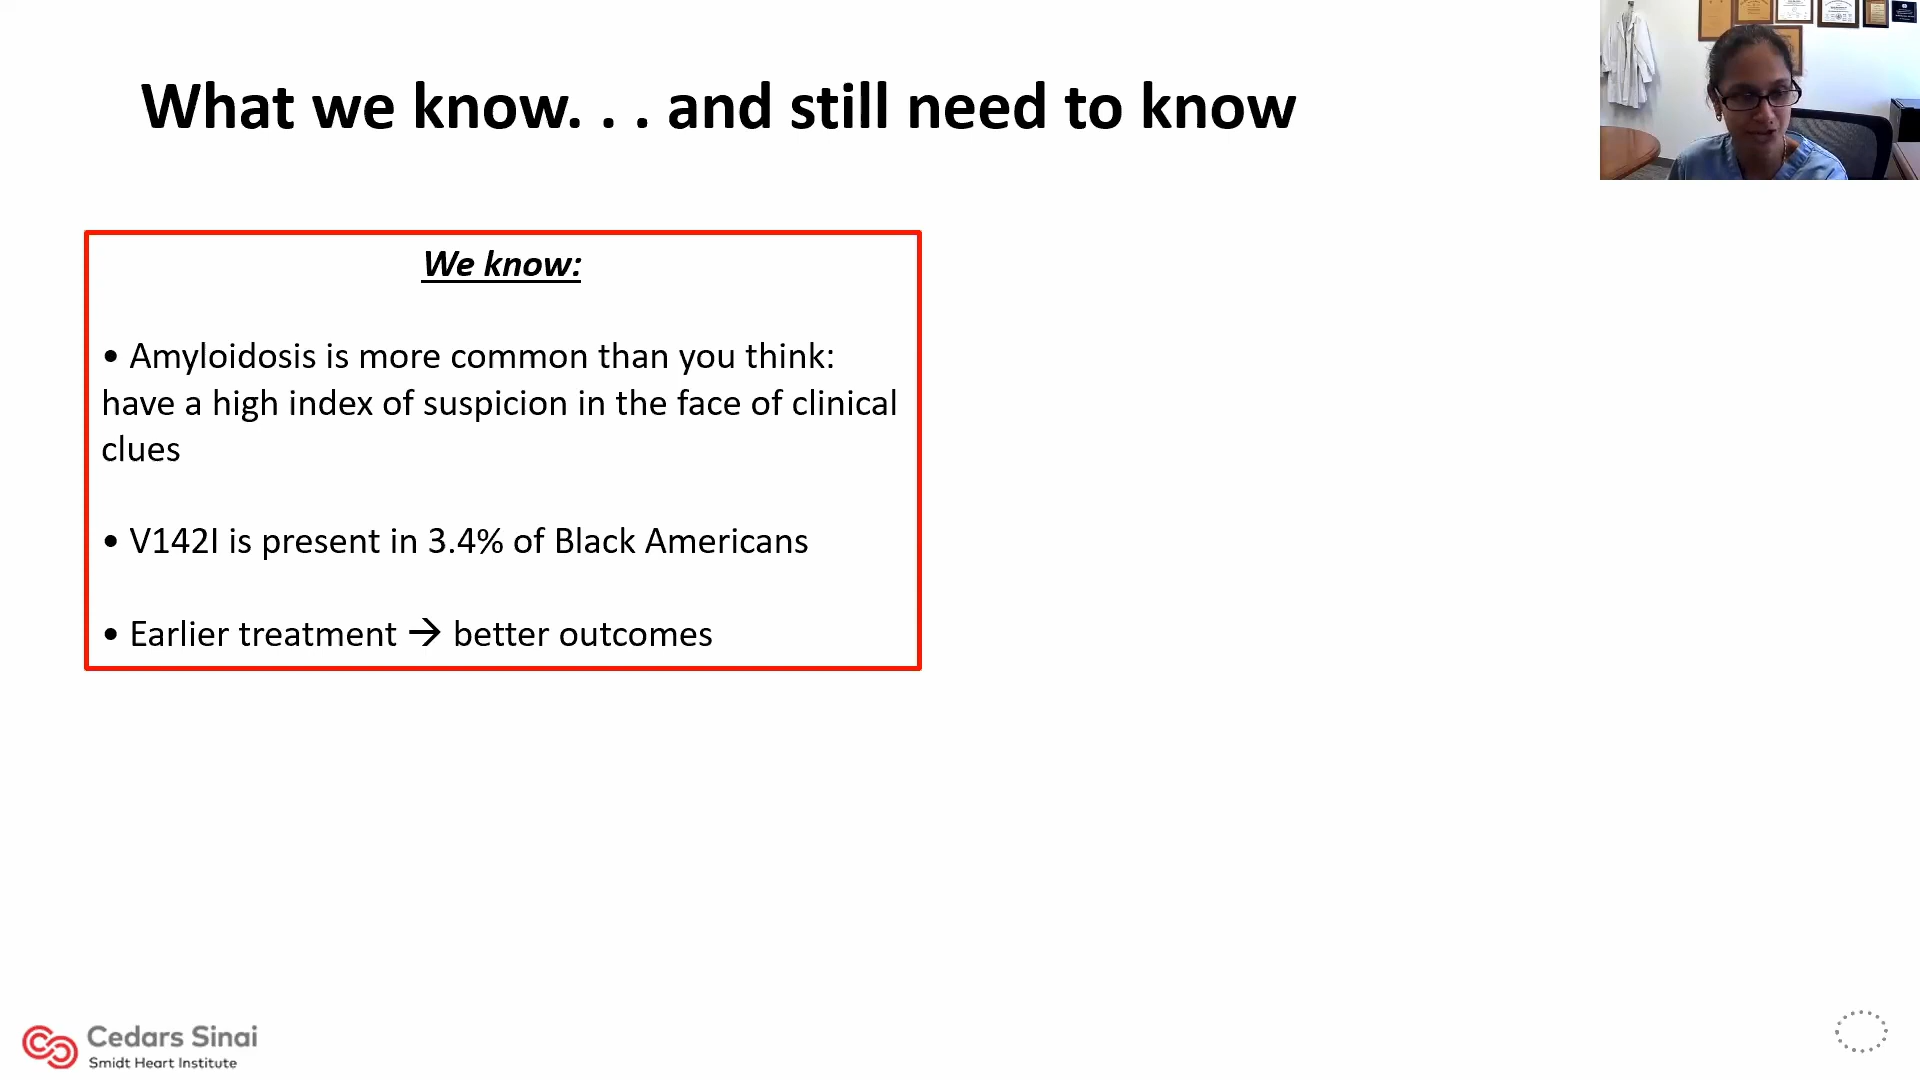 What we know. . . and still need to know
We know:
• Amyloidosis is more common than you think:
have a high index of suspicion in the face of clinical
clues
• V142I is present in 3.4% of Black Americans
• Earlier treatment → better outcomes
Cedars Sinai
Smidt Heart Institute